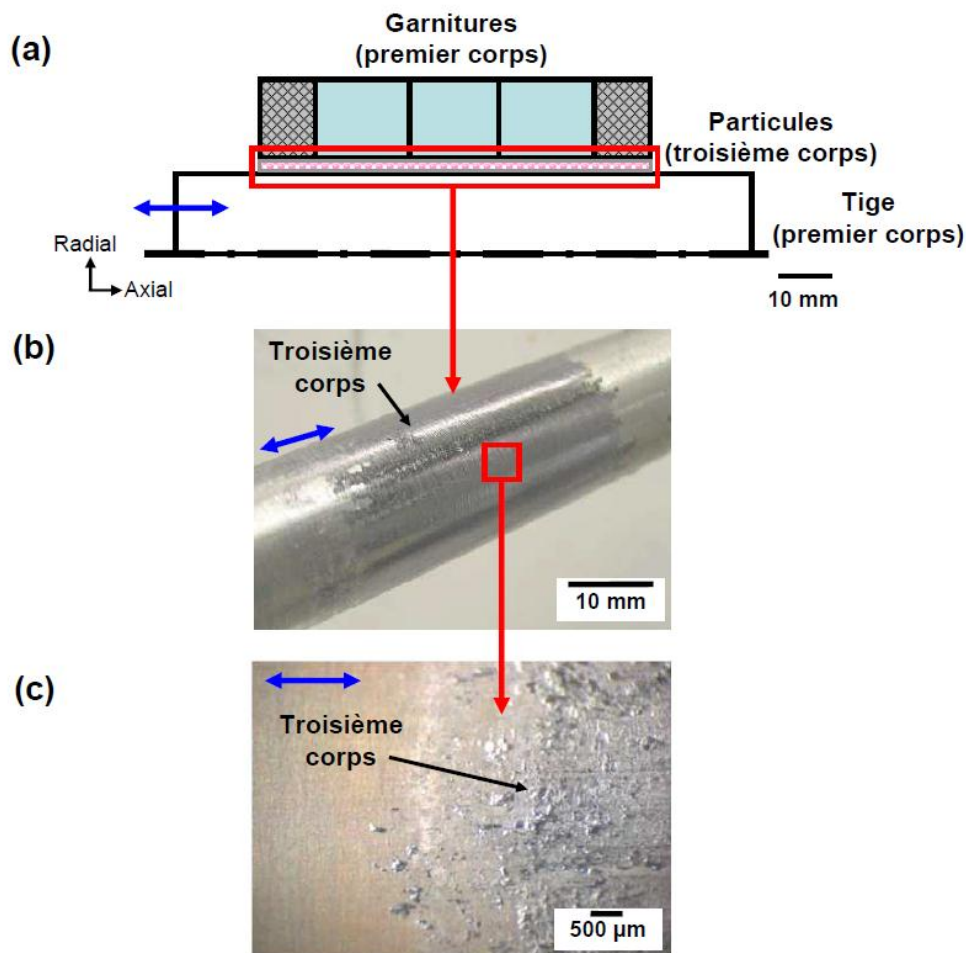 (a)
Garnitures
(premier corps)
Particules
(troisième corps)
Tige
(premier corps)
Radial
Axial
10 mm
(b)
Troisième
corps
10 mm
(c)
Troisième
corps
500 µm